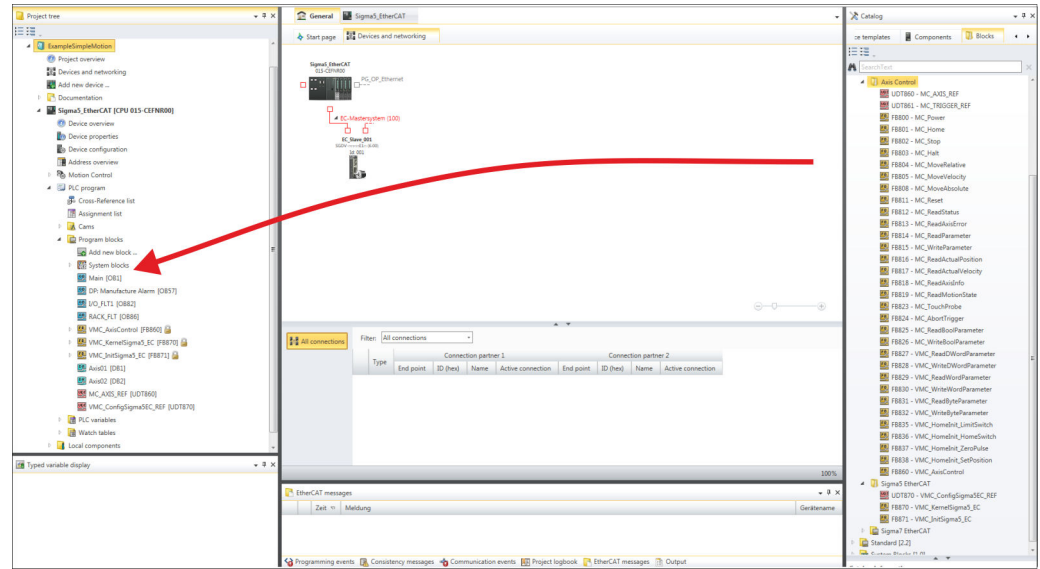 Project tree
ExampleSimpleMotion
Project overview
Devices and networking
Add new device ...
Documentation
Sigma5_EtherCAT [CPU 015-CEFNR00]
Device overview
Device properties
Device configuration
Address overview
Motion Control
PLC program
Cross-Reference list
Assignment list
Cams
Program blocks
Add new block ...
System blocks
Main [OB1]
DP: Manufacture Alarm [OB57]
I/O_FLT1 [OB82]
RACK_FLT [OB86]
VMC_AxisControl [FB860]
VMC_KernelSigma5_EC [FB870]
VMC_InitSigma5_EC [FB871]
Axis01 [DB1]
Axis02 [DB2]
MC_AXIS_REF [UDT860]
VMC_ConfigSigma5EC_REF [UDT870]
PLC variables
Watch tables
Local components
Typed variable display
General
Sigma5_EtherCAT
Start page
Devices and networking
Sigma5_EtherCAT
015-CEFNR00
PG_OP_Ethernet
EC-Mastersystem (100)
EC_Slave_001
All connections
Filter:
All connections
Type
Connection partner 1
Connection partner 2
End point
ID (hex)
Name
Active connection
End point
ID (hex)
Name
Active connection
100%
EtherCAT messages
Zeit
Meldung
Gerätename
Programming events
Consistency messages
Communication events
Project logbook
EtherCAT messages
Output
Catalog
:e templates
Components
Blocks
SearchText
Axis Control
UDT860 - MC_AXIS_REF
UDT861 - MC_TRIGGER_REF
FB800 - MC_Power
FB801 - MC_Home
FB802 - MC_Stop
FB803 - MC_Halt
FB804 - MC_MoveRelative
FB805 - MC_MoveVelocity
FB808 - MC_MoveAbsolute
FB811 - MC_Reset
FB812 - MC_ReadStatus
FB813 - MC_ReadAxisError
FB814 - MC_ReadParameter
FB815 - MC_WriteParameter
FB816 - MC_ReadActualPosition
FB817 - MC_ReadActualVelocity
FB818 - MC_ReadAxisInfo
FB819 - MC_ReadMotionState
FB823 - MC_TouchProbe
FB824 - MC_AbortTrigger
FB825 - MC_ReadBoolParameter
FB826 - MC_WriteBoolParameter
FB827 - VMC_ReadDWordParameter
FB828 - VMC_WriteDWordParameter
FB829 - VMC_ReadWordParameter
FB830 - VMC_WriteWordParameter
FB831 - VMC_ReadByteParameter
FB832 - VMC_WriteByteParameter
FB835 - VMC_HomeInit_LimitSwitch
FB836 - VMC_HomeInit_HomeSwitch
FB837 - VMC_HomeInit_ZeroPulse
FB838 - VMC_HomeInit_SetPosition
FB860 - VMC_AxisControl
Sigma5 EtherCAT
UDT870 - VMC_ConfigSigma5EC_REF
FB870 - VMC_KernelSigma5_EC
FB871 - VMC_InitSigma5_EC
Sigma7 EtherCAT
Standard [2.2]